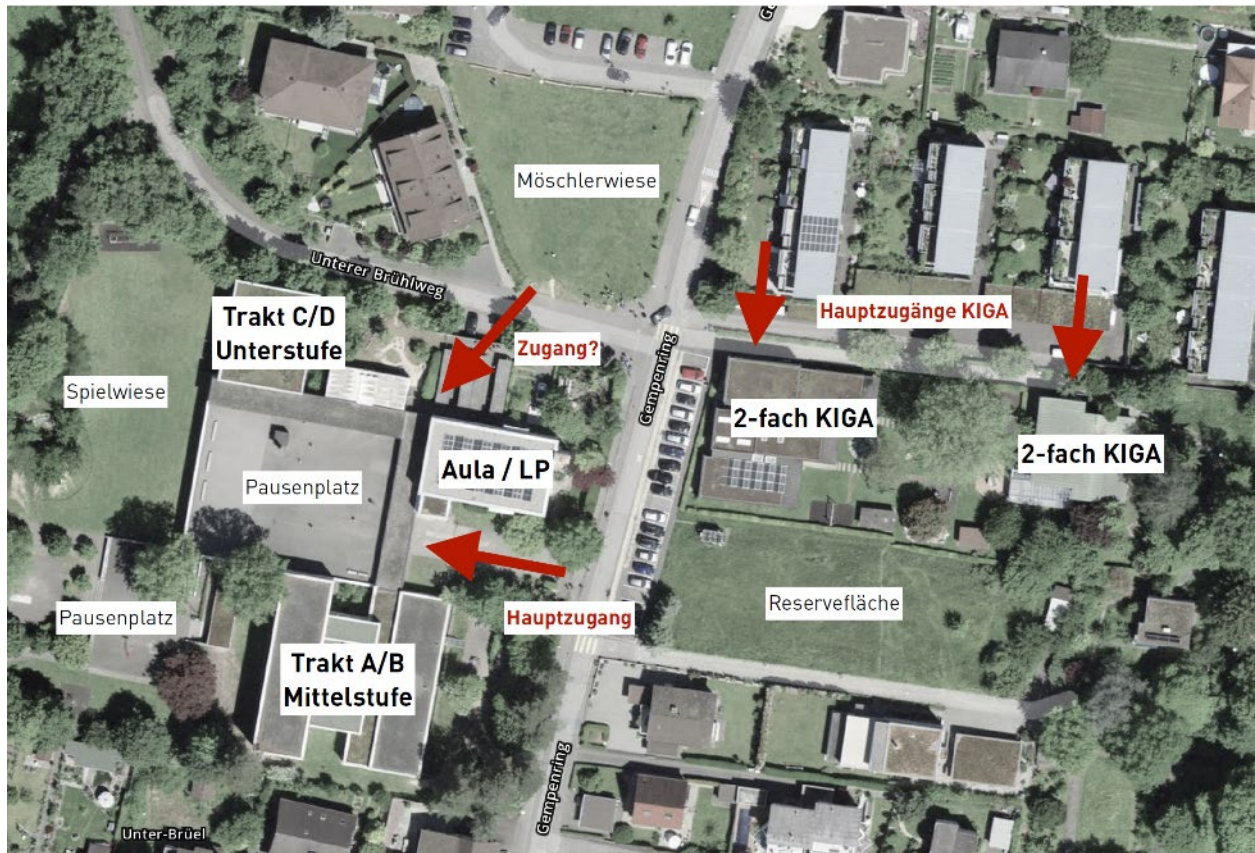 Ge
Möschlerwiese
Unterer Brühlweg
Hauptzugänge KIGA
Trakt C/D
Unterstufe
Zugang?
Spielwiese
Gempenring
2-fach KIGA
2-fach KIGA
Aula / LP
Pausenplatz
Reservefläche
Pausenplatz
Hauptzugang
Trakt A/B
Mittelstufe
Gempenring
Unter-Brüel